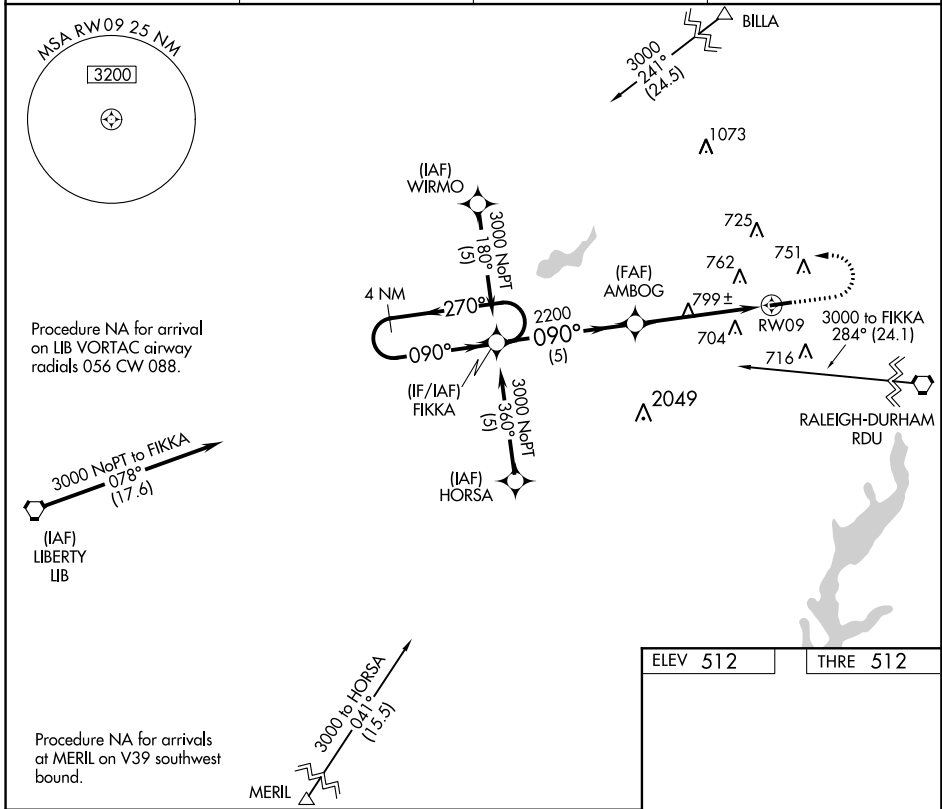 MSA RW09 25 NM
3200
BILLA
3000
241°
(24.5)
1073
(IAF)
WIRMO
3000 NoPT
180°
(5)
725
751
762
(FAF)
AMBOG
799±
4 NM
270°
2200
090°
(5)
RW09
704
3000 to FIKKA
284° (24.1)
716
Procedure NA for arrival
on LIB VORTAC airway
radials 056 CW 088.
090°
(IF/IAF)
FIKKA
3000 NoPT
360°
(5)
2049
RALEIGH-DURHAM
RDU
3000 NoPT to FIKKA
078°
(17.6)
(IAF)
HORSA
(IAF)
LIBERTY
LIB
ELEV 512
THRE 512
3000 to HORSA
041°
(15.5)
Procedure NA for arrivals
at MERIL on V39 southwest
bound.
MERIL